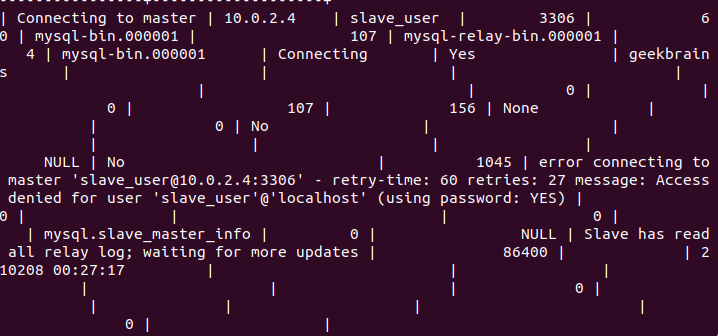 | Connecting to master | 10.0.2.4 | slave_user | 3306 | 6
0 | mysql-bin.000001 | 107 | mysql-relay-bin.000001 |
4 | mysql-bin.000001 | Connecting | Yes | geekbrain
s | | | |
| | 0 | |
0 | 107 | 156 | None |
| 0 | No | |
| | | |
NULL | No | 1045 | error connecting to
master 'slave_user@10.0.2.4:3306' - retry-time: 60 retries: 27 message: Access
denied for user 'slave_user'@'localhost' (using password: YES) |
0 | | | 0 |
| mysql.slave_master_info | 0 | NULL | Slave has read
all relay log; waiting for more updates | 86400 | | 2
10208 00:27:17 | | |
| | | 0 |
| | | |
0 | |